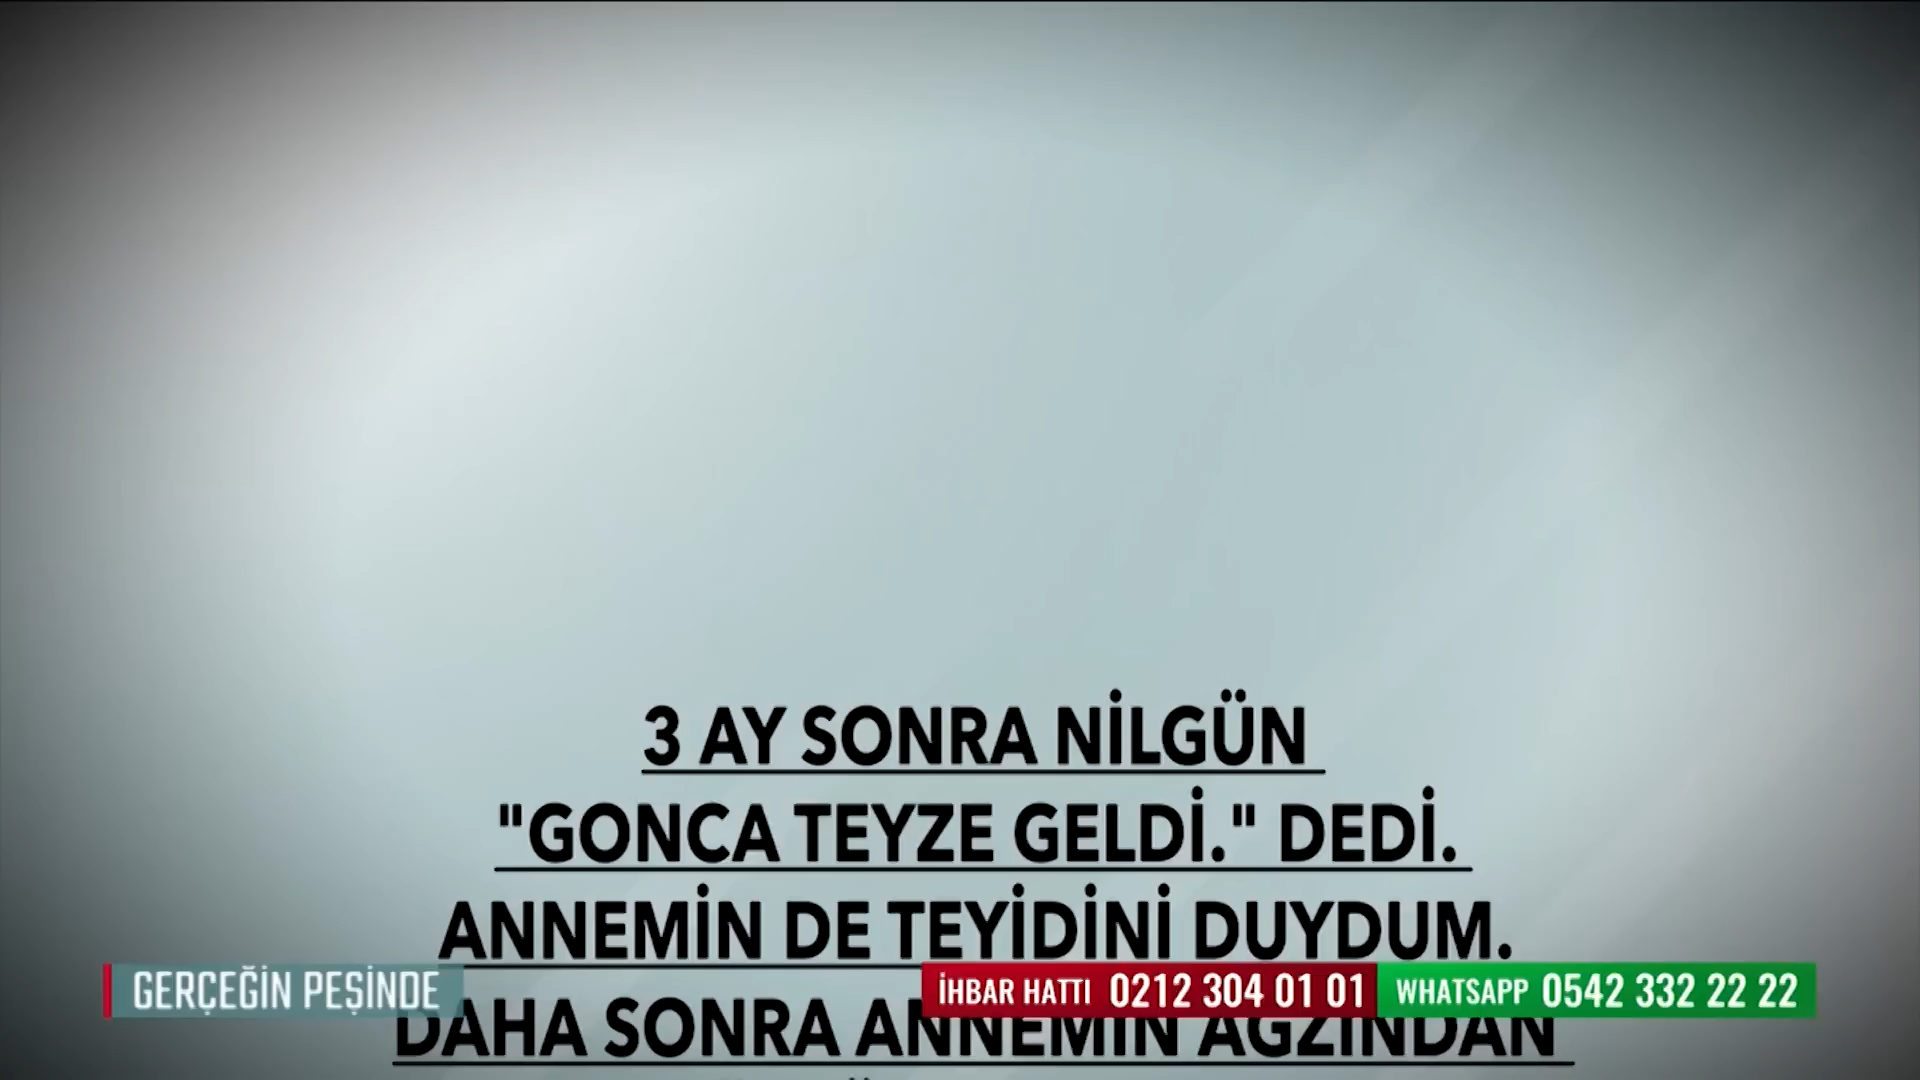 3 AY SONRA NİLGÜN
"GONCA TEYZE GELDİ." DEDİ.
ANNEMİN DE TEYİDİNİ DUYDUM.
GERÇEĞİN PEŞİNDE
İHBAR HATTI 0212 304 01 01 WHATSAPP 0542 332 22 22
DAHA SONRA ANNEMİN AĞZINDAN